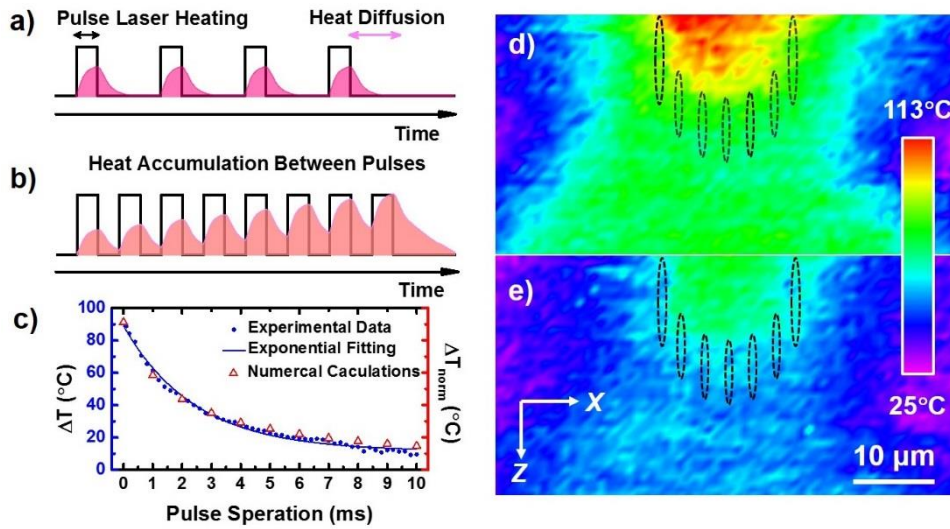 a)
Pulse Laser Heating
Heat Diffusion
Time
Heat Accumulation Between Pulses
b)
Time
c)
100
80
60
40
20
0
ΔT (°C)
Experimental Data
Exponential Fitting
Numercal Caculations
ΔT norm (°C)
0 1 2 3 4 5 6 7 8 9 10
Pulse Speration (ms)
d)
113°C
e)
25°C
X
Z
10 μm